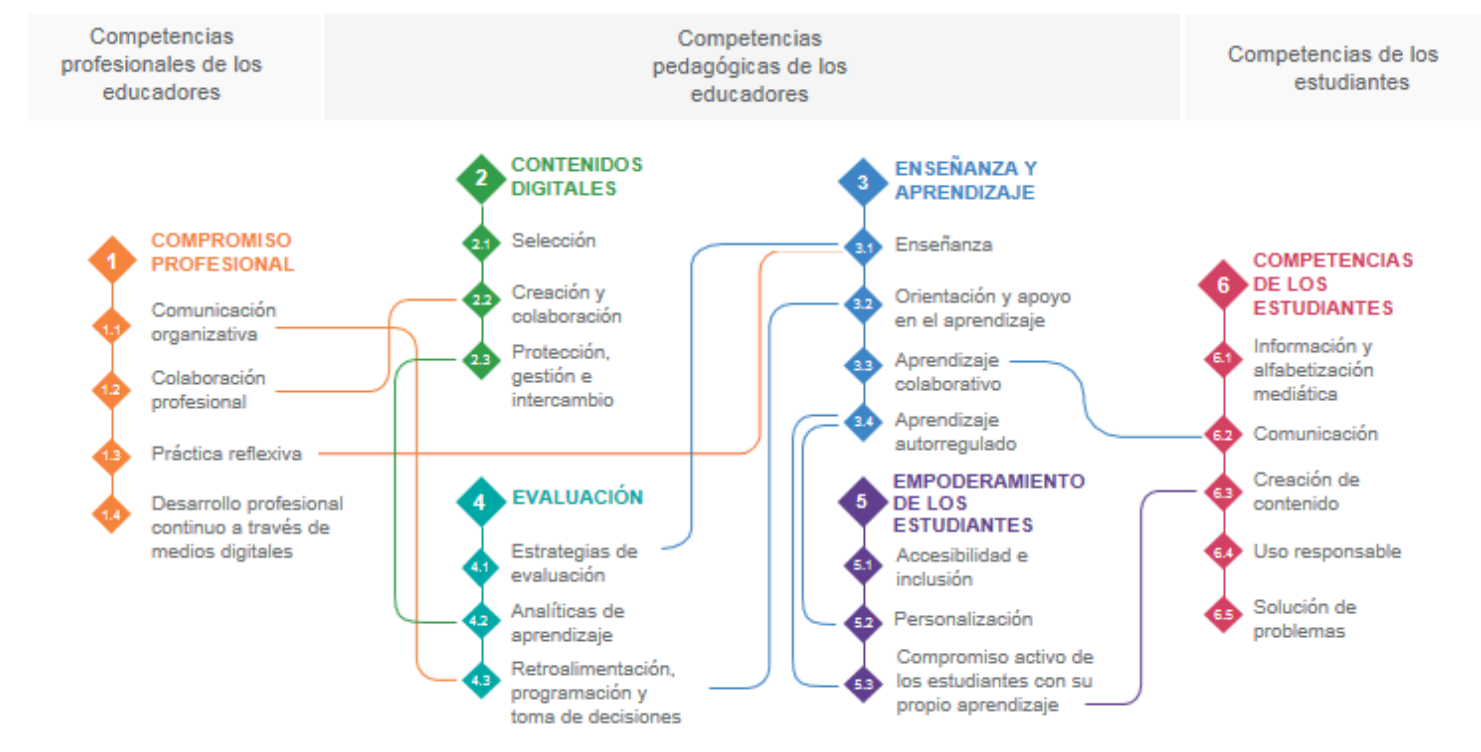 Competencias
profesionales de los
educadores
Competencias
pedagógicas de los
educadores
Competencias de los
estudiantes
1
COMPROMISO
PROFESIONAL
1.1
Comunicación
organizativa
1.2
Colaboración
profesional
1.3
Práctica reflexiva
1.4
Desarrollo profesional
continuo a través de
medios digitales
2
CONTENIDOS
DIGITALES
2.1
Selección
2.2
Creación y
colaboración
2.3
Protección,
gestión e
intercambio
4
EVALUACIÓN
4.1
Estrategias de
evaluación
4.2
Analíticas de
aprendizaje
4.3
Retroalimentación,
programación y
toma de decisiones
3
ENSEÑANZA Y
APRENDIZAJE
3.1
Enseñanza
3.2
Orientación y apoyo
en el aprendizaje
3.3
Aprendizaje
colaborativo
3.4
Aprendizaje
autorregulado
5
EMPODERAMIENTO
DE LOS
ESTUDIANTES
5.1
Accesibilidad e
inclusión
5.2
Personalización
5.3
Compromiso activo de
los estudiantes con su
propio aprendizaje
6
COMPETENCIAS
DE LOS
ESTUDIANTES
6.1
Información y
alfabetización
mediática
6.2
Comunicación
6.3
Creación de
contenido
6.4
Uso responsable
6.5
Solución de
problemas